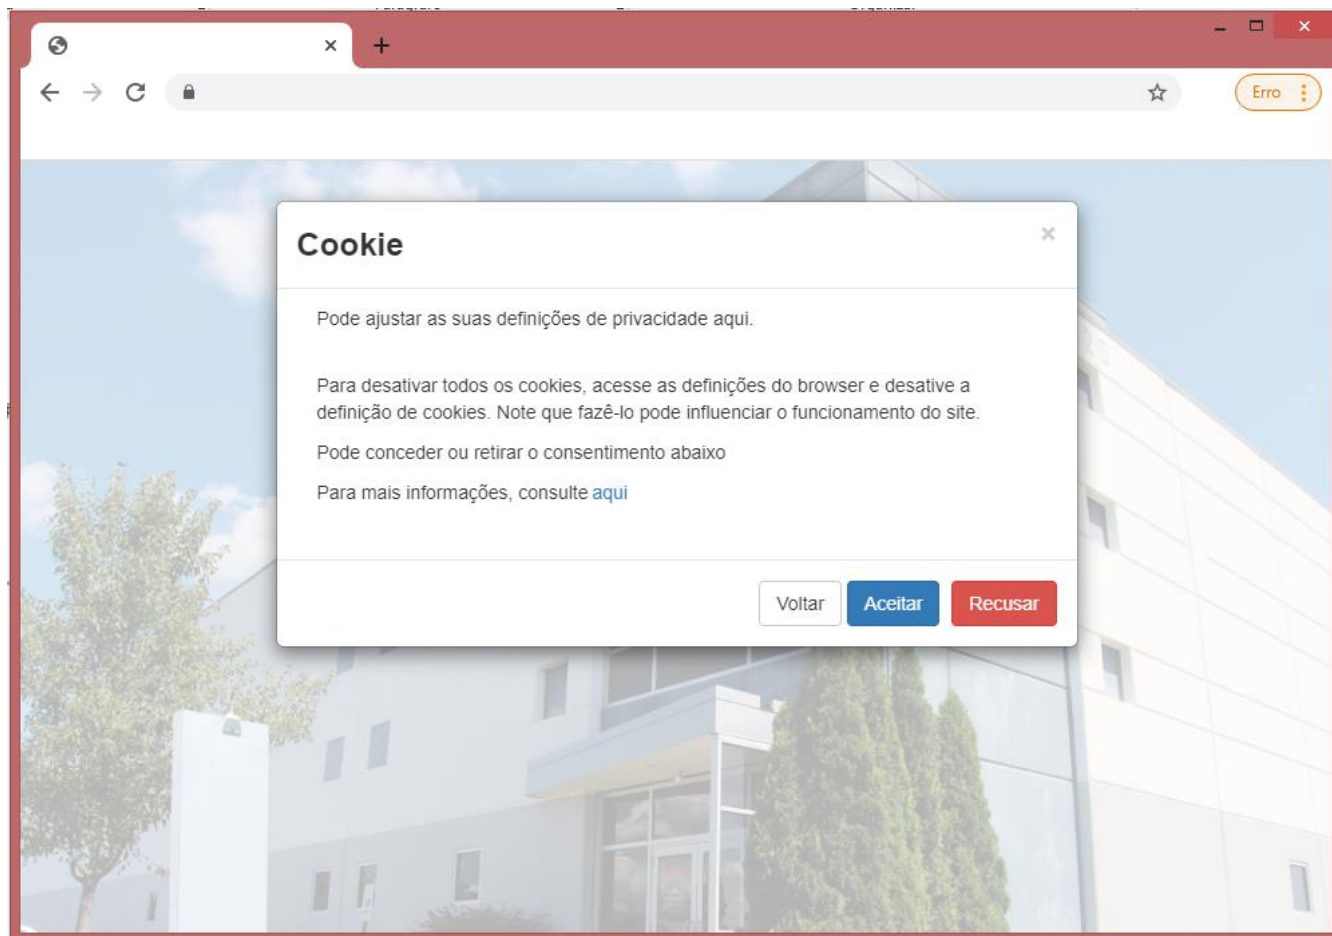 Erro
Cookie
Pode ajustar as suas definições de privacidade aqui.
Para desativar todos os cookies, acesse as definições do browser e desative a
definição de cookies. Note que fazê-lo pode influenciar o funcionamento do site.
Pode conceder ou retirar o consentimento abaixo
Para mais informações, consulte aqui
Voltar
Aceitar
Recusar